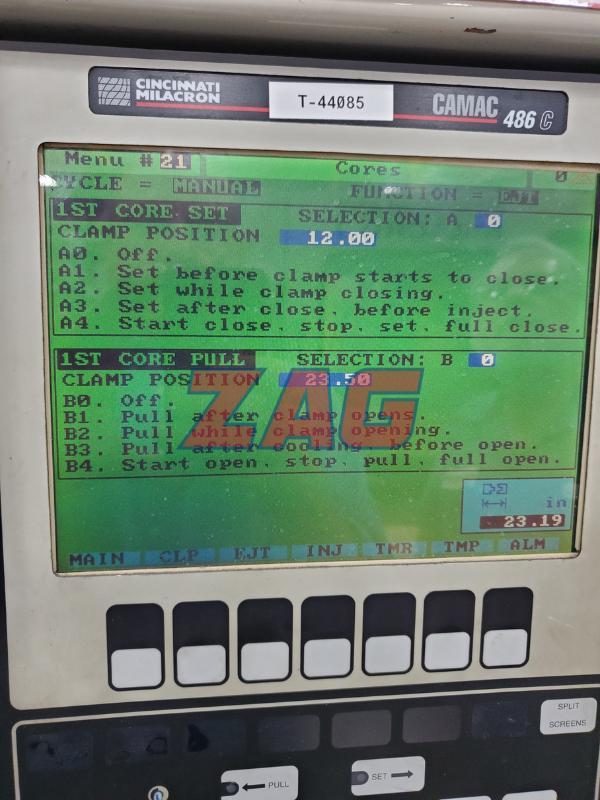 CINCINNATI
MILACRON
T-44085
CAMAC
486 C
Menu # 21
Cores
0
CYCLE = MANUAL
FUNCTION = EJT
1ST CORE SET
SELECTION: A 0
CLAMP POSITION 12.00
A0. Off.
A1. Set before clamp starts to close.
A2. Set while clamp closing.
A3. Set after close, before inject.
A4. Start close, stop, set, full close.
1ST CORE PULL
SELECTION: B 0
CLAMP POSITION 23.50
B0. Off.
B1. Pull after clamp opens.
B2. Pull while clamp opening.
B3. Pull after cooling, before open.
B4. Start open, stop, pull, full open.
ZAG
in
23.19
MAIN CLP EJT INJ TMR TMP ALM
SPLIT
SCREENS
PULL
SET